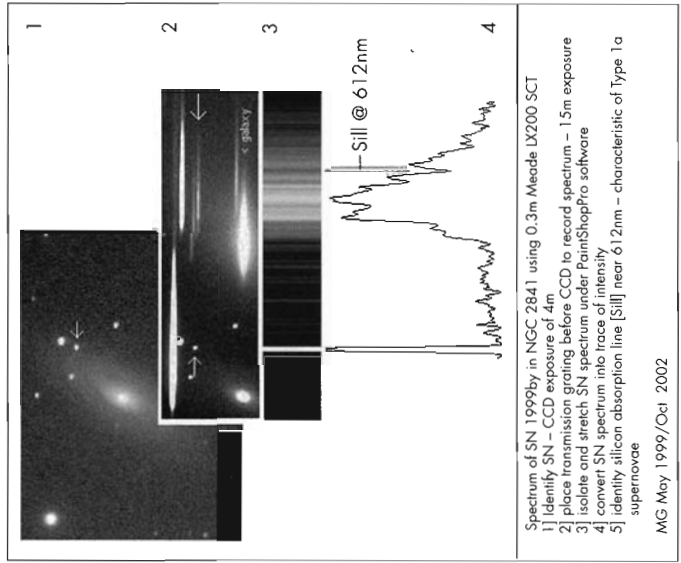 1
2
3
4
< galaxy
SiII @ 612nm
Spectrum of SN 1999by in NGC 2841 using 0.3m Meade LX200 SCT
1] Identify SN – CCD exposure of 4m
2] place transmission grating before CCD to record spectrum – 15m exposure
3] isolate and stretch SN spectrum under PaintShopPro software
4] convert SN spectrum into trace of intensity
5] identity silicon absorption line [SiII] near 612nm – characteristic of Type 1a
supernovae
MG May 1999/Oct 2002